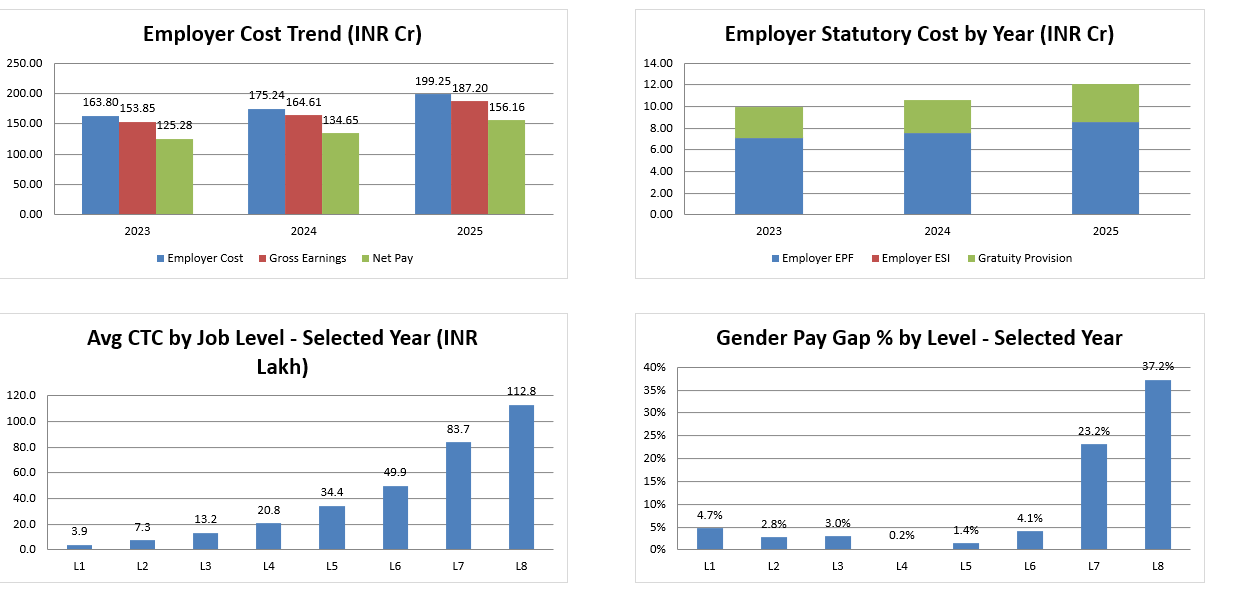 Employer Cost Trend (INR Cr)
250.00
200.00
150.00
100.00
50.00
0.00
163.80
153.85
125.28
175.24
164.61
134.65
199.25
187.20
156.16
2023
2024
2025
Employer Cost
Gross Earnings
Net Pay
Employer Statutory Cost by Year (INR Cr)
14.00
12.00
10.00
8.00
6.00
4.00
2.00
0.00
2023
2024
2025
Employer EPF
Employer ESI
Gratuity Provision
Avg CTC by Job Level - Selected Year (INR
Lakh)
120.0
100.0
80.0
60.0
40.0
20.0
0.0
3.9
7.3
13.2
20.8
34.4
49.9
83.7
112.8
L1
L2
L3
L4
L5
L6
L7
L8
Gender Pay Gap % by Level - Selected Year
40%
35%
30%
25%
20%
15%
10%
5%
0%
4.7%
2.8%
3.0%
0.2%
1.4%
4.1%
23.2%
37.2%
L1
L2
L3
L4
L5
L6
L7
L8